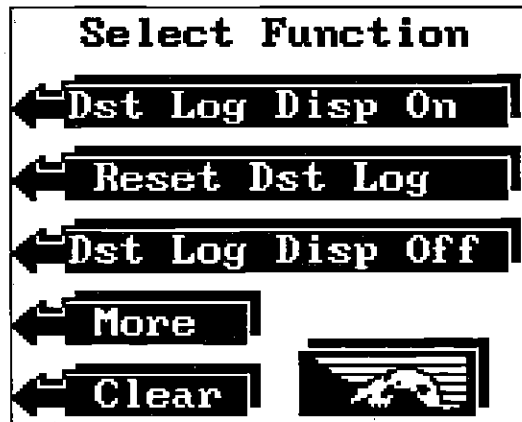 Select Function
Dst Log Disp On
Reset Dst Log
Dst Log Disp Off
More
Clear